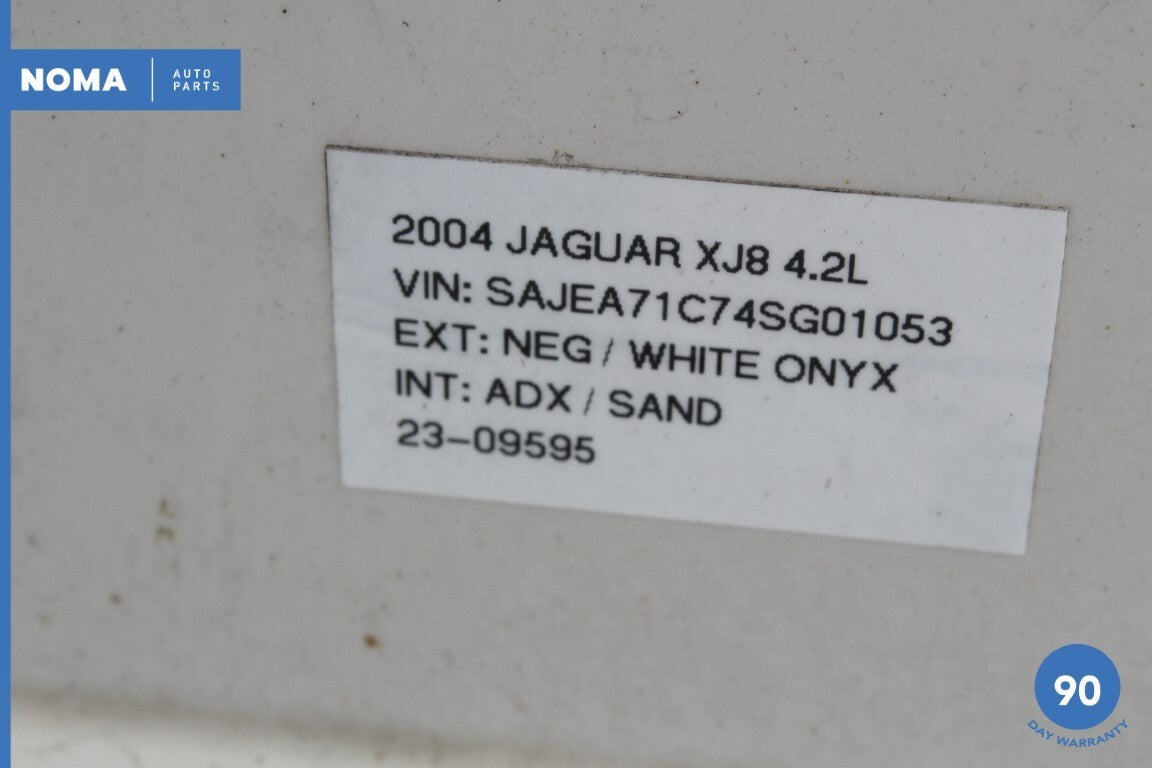 NOMA
AUTO
PARTS
2004 JAGUAR XJ8 4.2L
VIN: SAJEA71C74SG01053
EXT: NEG / WHITE ONYX
INT: ADX / SAND
23-09595
90
DAY WARRANTY